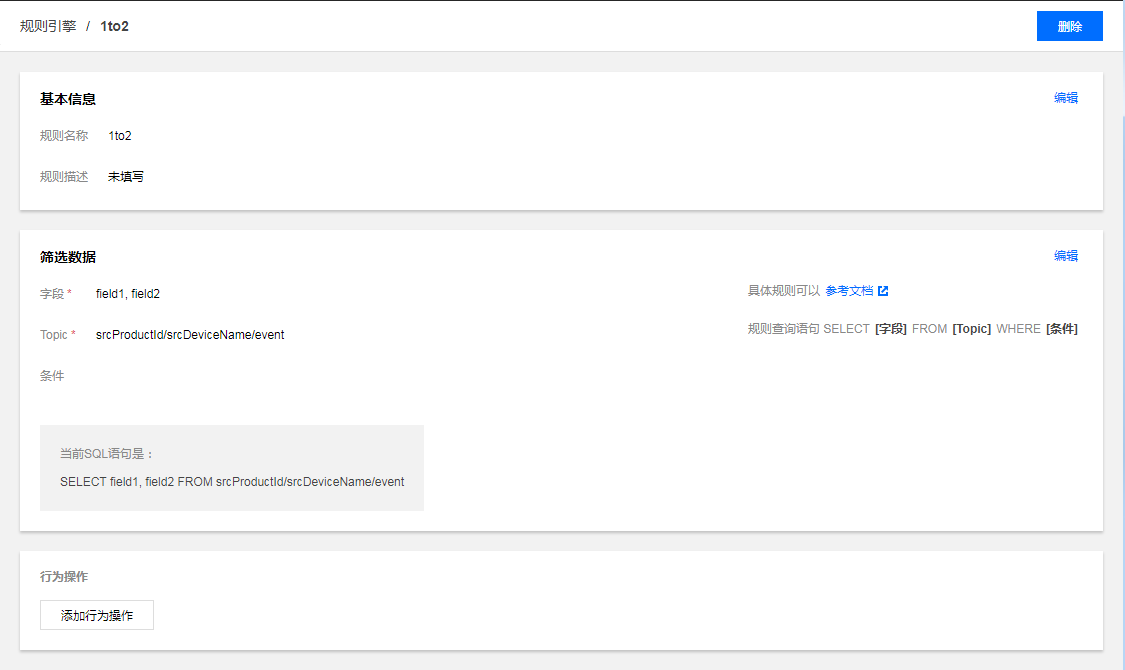 规则引擎 / 1to2
删除
基本信息
编辑
规则名称 1to2
规则描述 未填写
筛选数据
编辑
字段 * field1, field2
具体规则可以 参考文档
Topic * srcProductId/srcDeviceName/event
规则查询语句 SELECT [字段] FROM [Topic] WHERE [条件]
条件
当前SQL语句是：
SELECT field1, field2 FROM srcProductId/srcDeviceName/event
行为操作
添加行为操作